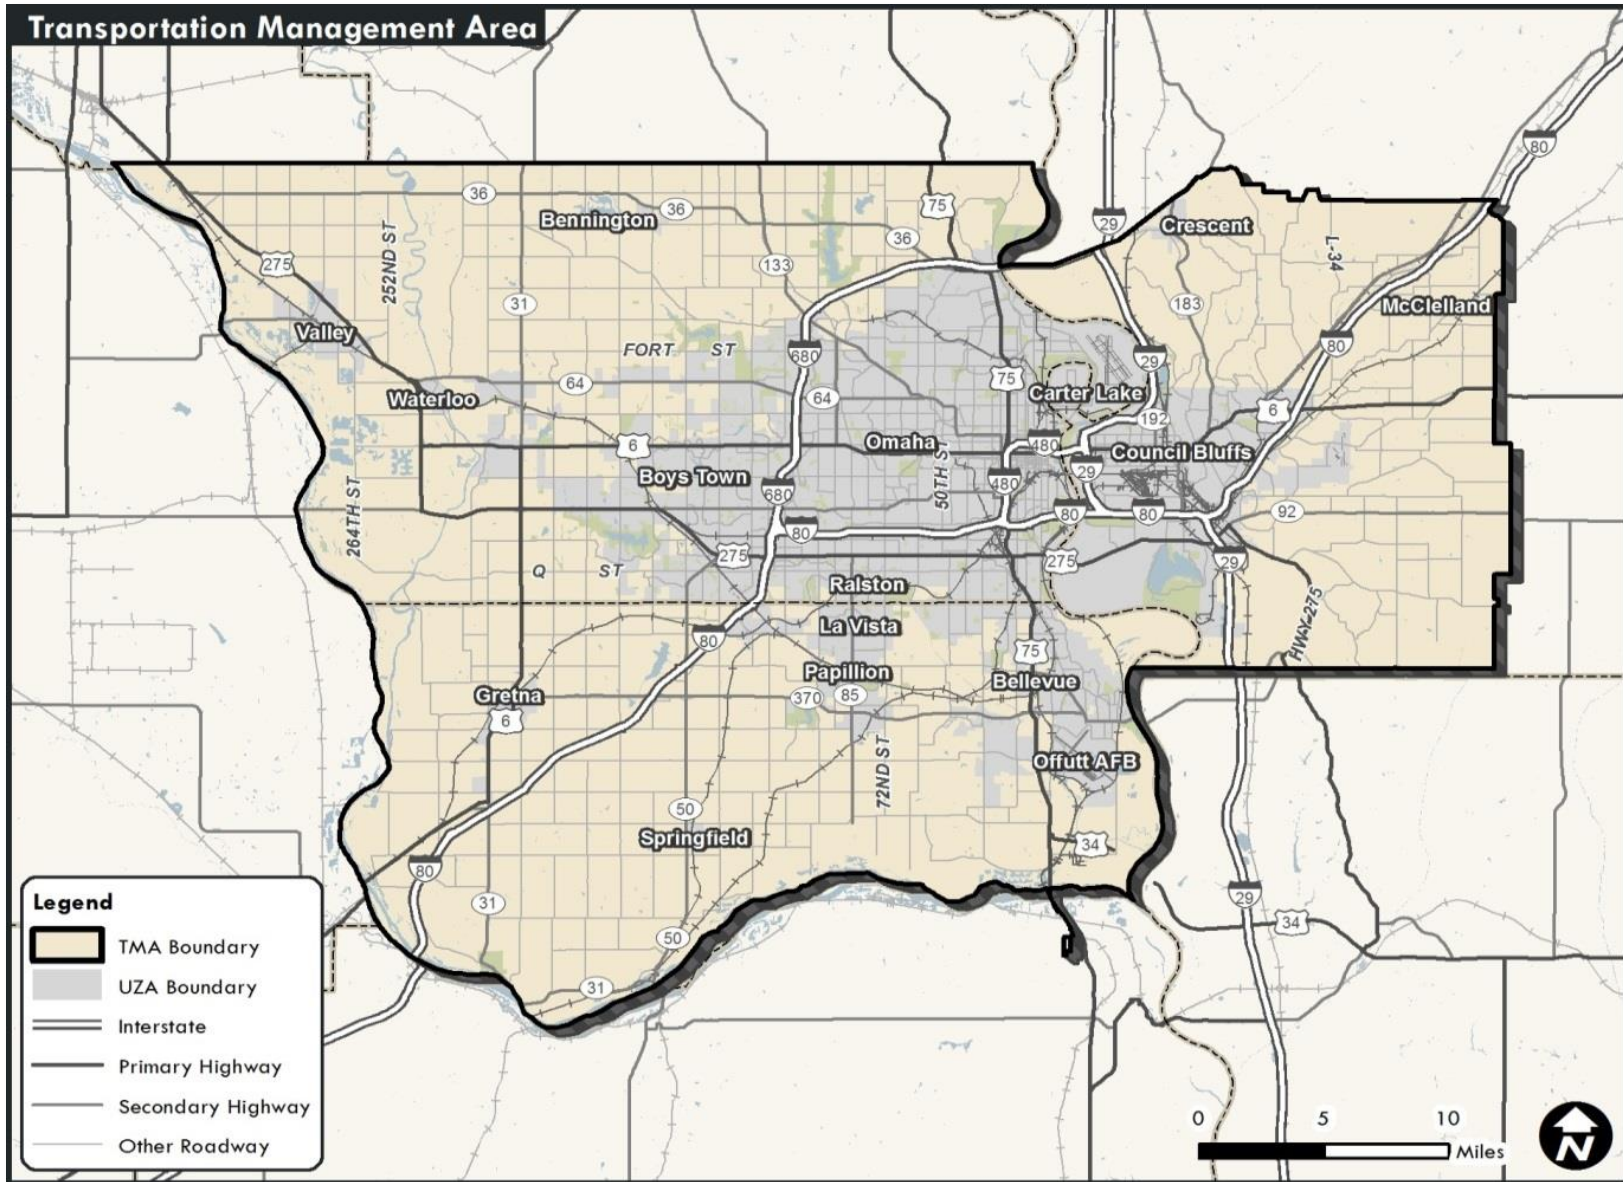 Transportation Management Area
80
36
75
Bennington
36
29
Crescent
252ND ST
36
L-34
275
133
31
183
McClelland
Valley
80
FORT ST
680
29
75
64
Carter Lake
Waterloo
64
6
192
Omaha
480
6
Council Bluffs
Boys Town
50TH ST
29
480
680
264TH ST
80
80
92
80
275
275
29
Q ST
Ralston
HWY-275
La Vista
80
75
Papillion
Bellevue
Gretna
370
85
6
72ND ST
Offutt AFB
50
Springfield
34
80
29
31
34
50
31
Legend
TMA Boundary
UZA Boundary
Interstate
Primary Highway
Secondary Highway
Other Roadway
0 5 10
Miles
N